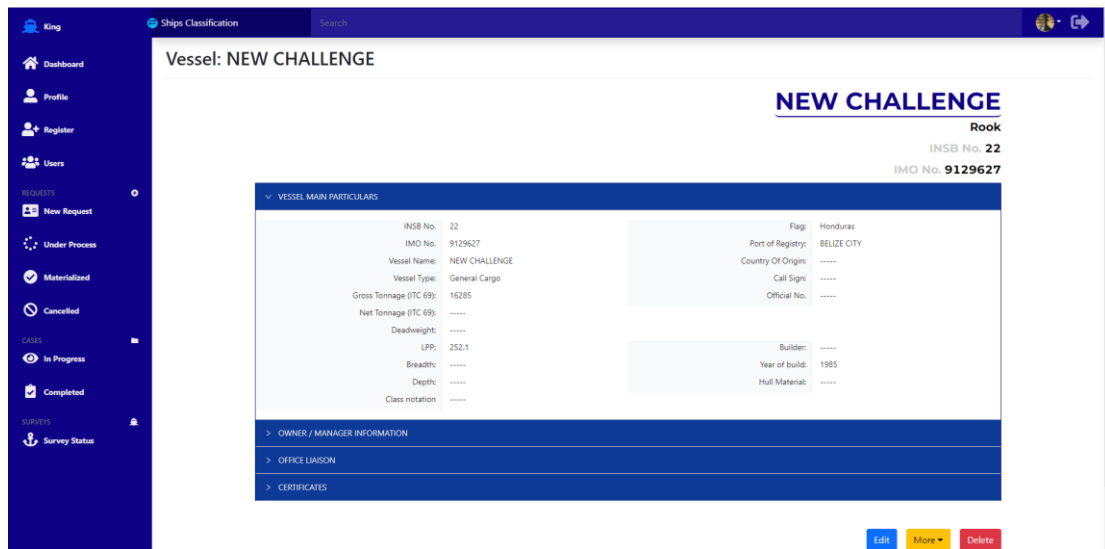 King
Ships Classification
Search
Dashboard
Profile
Register
Users
REQUESTS
New Request
Under Process
Materialized
Cancelled
CASES
In Progress
Completed
SURVEYS
Survey Status
Vessel: NEW CHALLENGE
NEW CHALLENGE
Rook
INSB No. 22
IMO No. 9129627
VESSEL MAIN PARTICULARS
INSB No. 22
IMO No. 9129627
Vessel Name: NEW CHALLENGE
Vessel Type: General Cargo
Gross Tonnage (ITC 69): 16285
Net Tonnage (ITC 69): -----
Deadweight: -----
LPP: 252.1
Breadth: -----
Depth: -----
Class notation -----
Flag: Honduras
Port of Registry: BELIZE CITY
Country Of Origin: -----
Call Sign: -----
Official No. -----
Builder: -----
Year of build: 1985
Hull Material: -----
OWNER / MANAGER INFORMATION
OFFICE LIAISON
CERTIFICATES
Edit
More
Delete